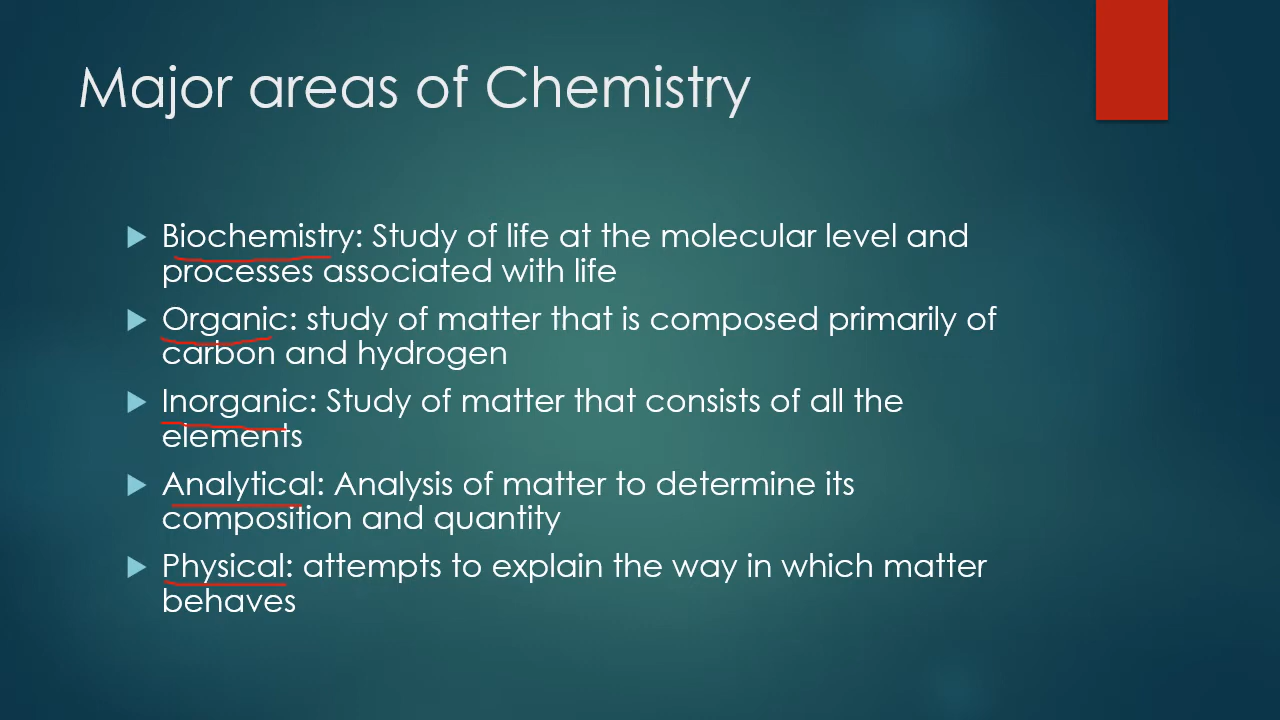 Major areas of Chemistry
Biochemistry: Study of life at the molecular level and
processes associated with life
Organic: study of matter that is composed primarily of
carbon and hydrogen
Inorganic: Study of matter that consists of all the
elements
Analytical: Analysis of matter to determine its
composition and quantity
Physical: attempts to explain the way in which matter
behaves